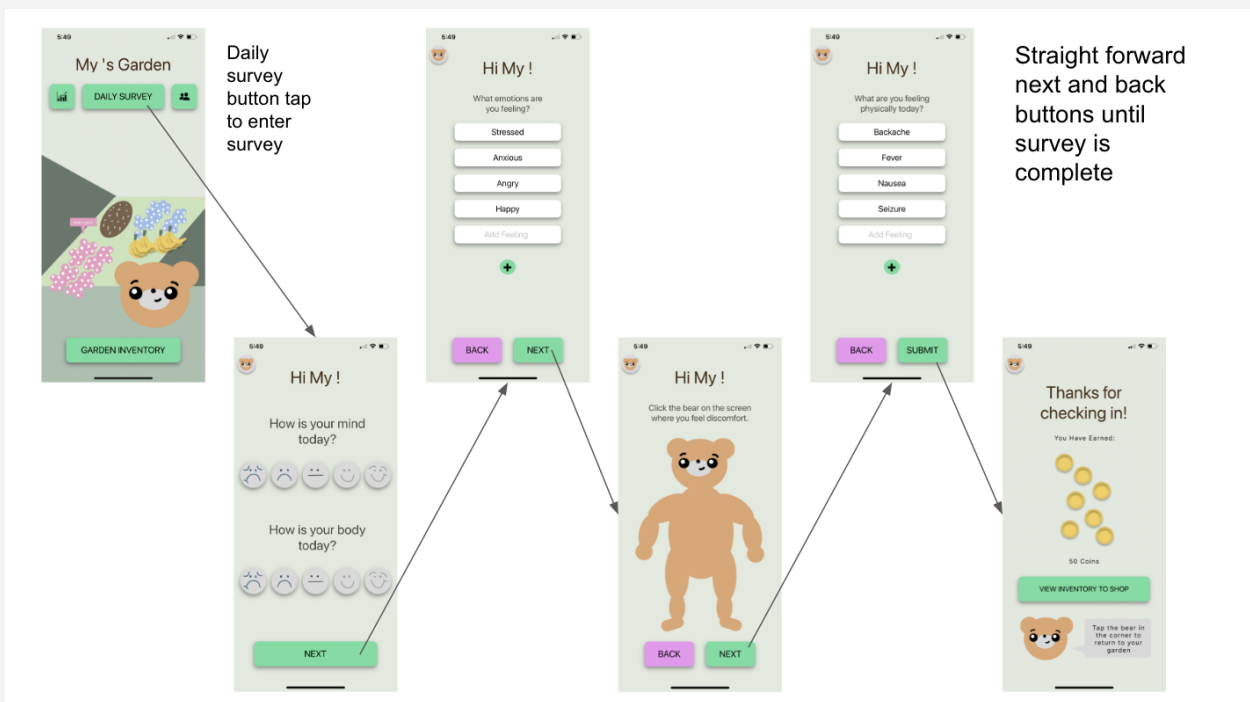 5:49
My 's Garden
DAILY SURVEY
GARDEN INVENTORY
Daily
survey
button tap
to enter
survey
5:49
Hi My !
How is your mind
today?
How is your body
today?
NEXT
5:49
Hi My !
What emotions are
you feeling?
Stressed
Anxious
Angry
Happy
Add Feeling
BACK
NEXT
5:49
Hi My !
Click the bear on the screen
where you feel discomfort.
BACK
NEXT
5:49
Hi My !
What are you feeling
physically today?
Backache
Fever
Nausea
Seizure
Add Feeling
BACK
SUBMIT
5:49
Thanks for
checking in!
You Have Earned:
50 Coins
VIEW INVENTORY TO SHOP
Tap the bear in
the corner to
return to your
garden
Straight forward
next and back
buttons until
survey is
complete